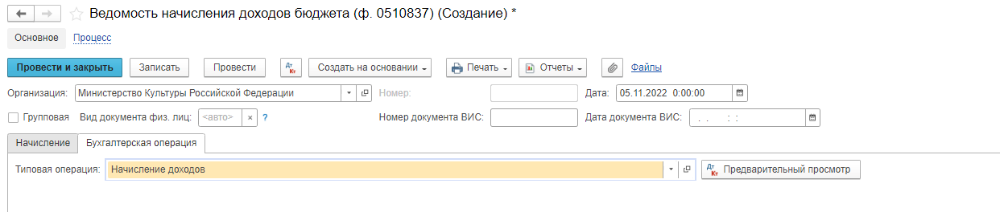 Ведомость начисления доходов бюджета (ф. 0510837) (Создание) *
Основное Процесс
Провести и закрыть Записать Провести Дт Кт Создать на основании Печать Отчеты Файлы
Организация: Министерство Культуры Российской Федерации Номер: Дата: 05.11.2022 0:00:00
Групповая Вид документа физ. лиц: <авто> × ? Номер документа ВИС: Дата документа ВИС: . . : :
Начисление Бухгалтерская операция
Типовая операция: Начисление доходов Дт Кт Предварительный просмотр